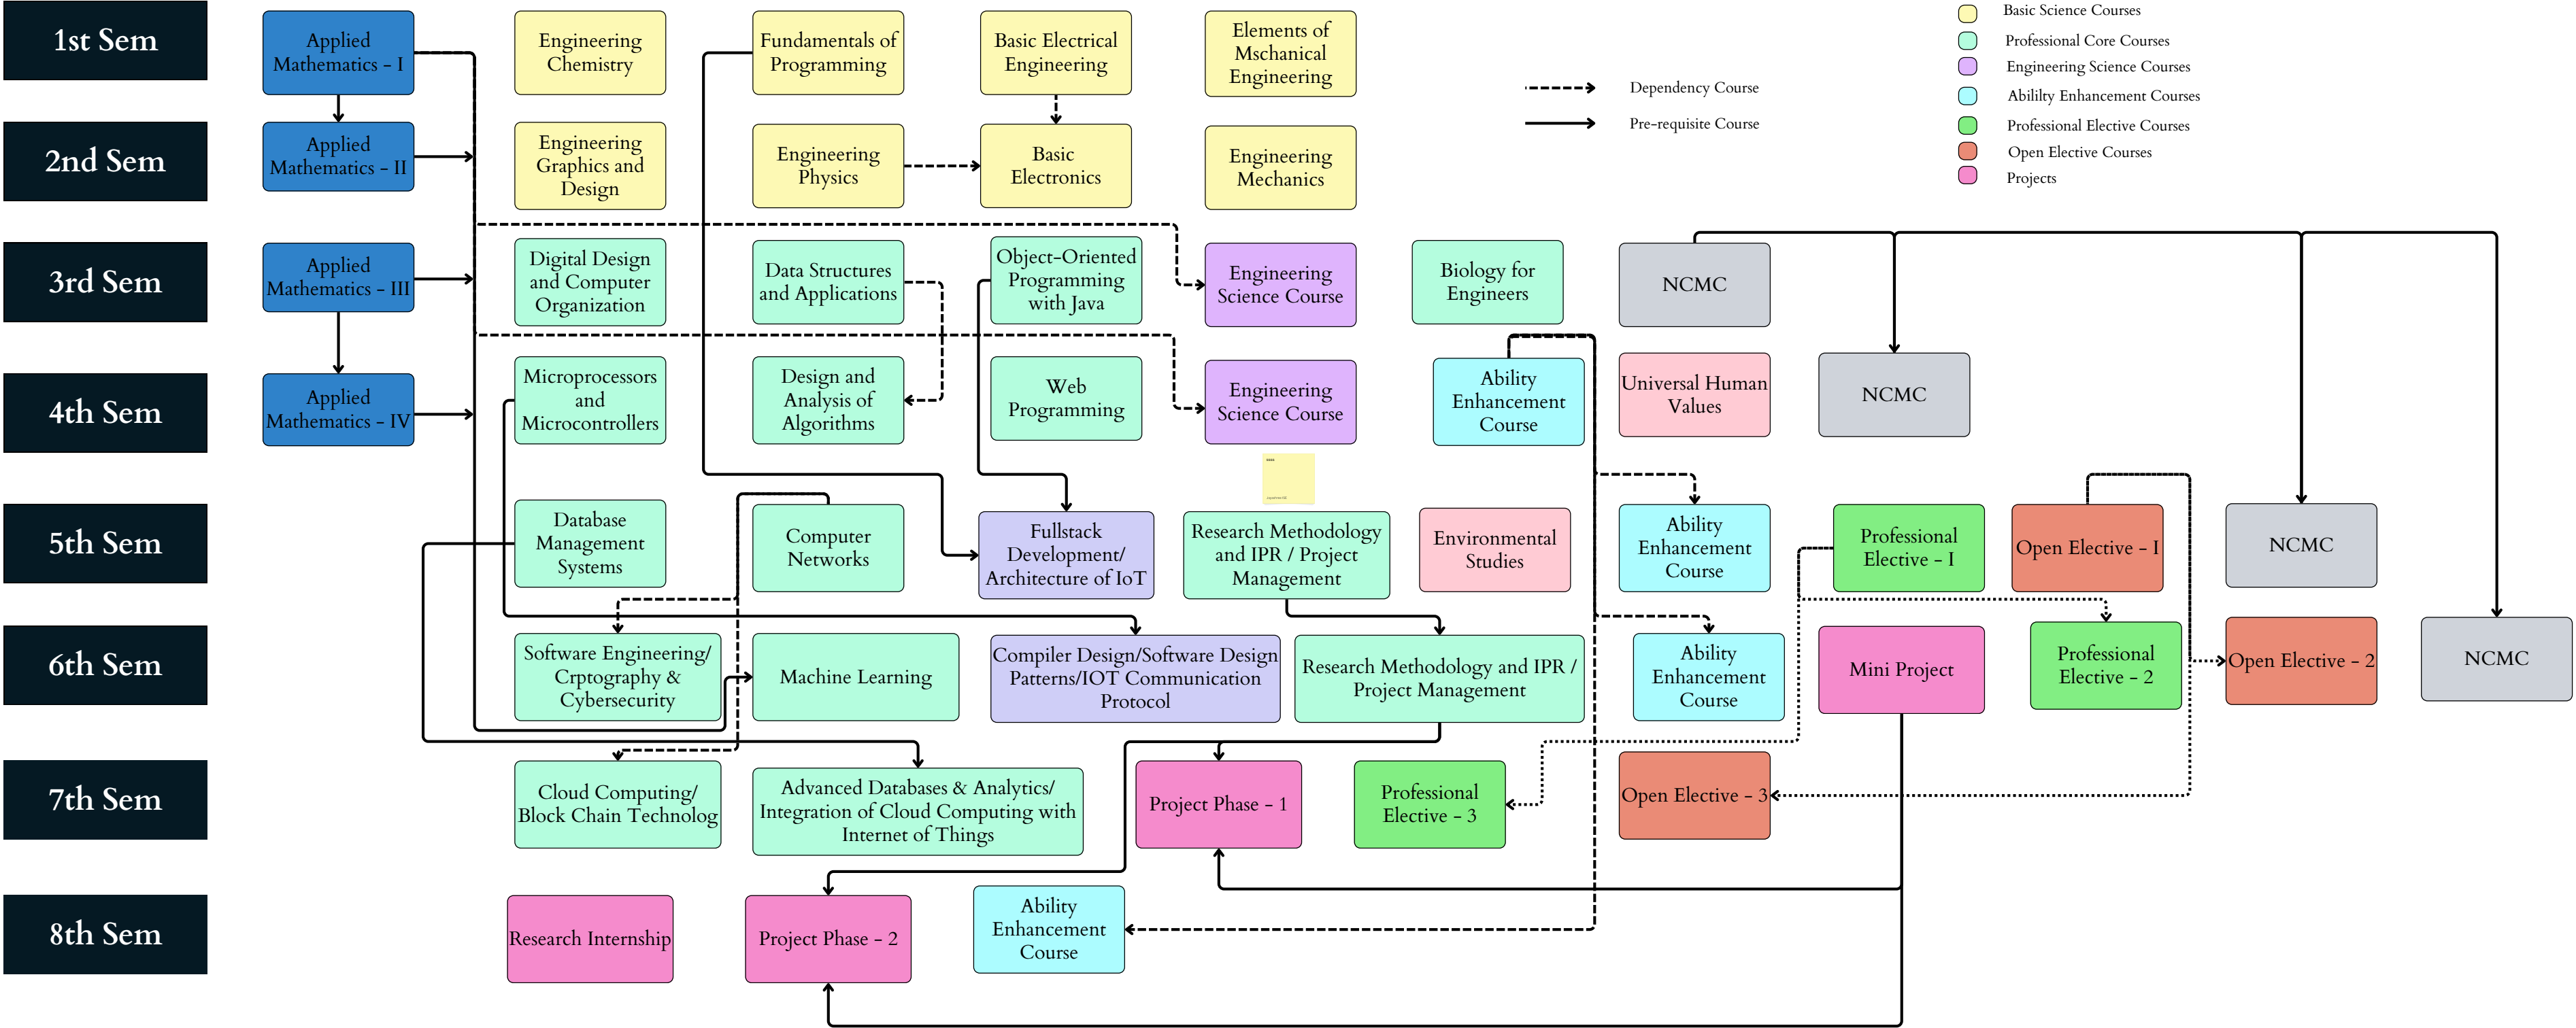 1st Sem
Applied
Mathematics - I
Engineering
Chemistry
Fundamentals of
Programming
Basic Electrical
Engineering
Elements of
Mschanical
Engineering
Basic Science Courses
Professional Core Courses
Engineering Science Courses
Abililty Enhancement Courses
Professional Elective Courses
Open Elective Courses
Projects
Dependency Course
Pre-requisite Course
2nd Sem
Applied
Mathematics - II
Engineering
Graphics and
Design
Engineering
Physics
Basic
Electronics
Engineering
Mechanics
3rd Sem
Applied
Mathematics - III
Digital Design
and Computer
Organization
Data Structures
and Applications
Object-Oriented
Programming
with Java
Engineering
Science Course
Biology for
Engineers
NCMC
4th Sem
Applied
Mathematics - IV
Microprocessors
and
Microcontrollers
Design and
Analysis of
Algorithms
Web
Programming
Engineering
Science Course
Ability
Enhancement
Course
Universal Human
Values
NCMC
5th Sem
Database
Management
Systems
Computer
Networks
Fullstack
Development/
Architecture of IoT
Research Methodology
and IPR / Project
Management
Environmental
Studies
Ability
Enhancement
Course
Professional
Elective - I
Open Elective - I
NCMC
6th Sem
Software Engineering/
Crptography &
Cybersecurity
Machine Learning
Compiler Design/Software Design
Patterns/IOT Communication
Protocol
Research Methodology and IPR /
Project Management
Ability
Enhancement
Course
Mini Project
Professional
Elective - 2
Open Elective - 2
NCMC
7th Sem
Cloud Computing/
Block Chain Technolog
Advanced Databases & Analytics/
Integration of Cloud Computing with
Internet of Things
Project Phase - 1
Professional
Elective - 3
Open Elective - 3
8th Sem
Research Internship
Project Phase - 2
Ability
Enhancement
Course